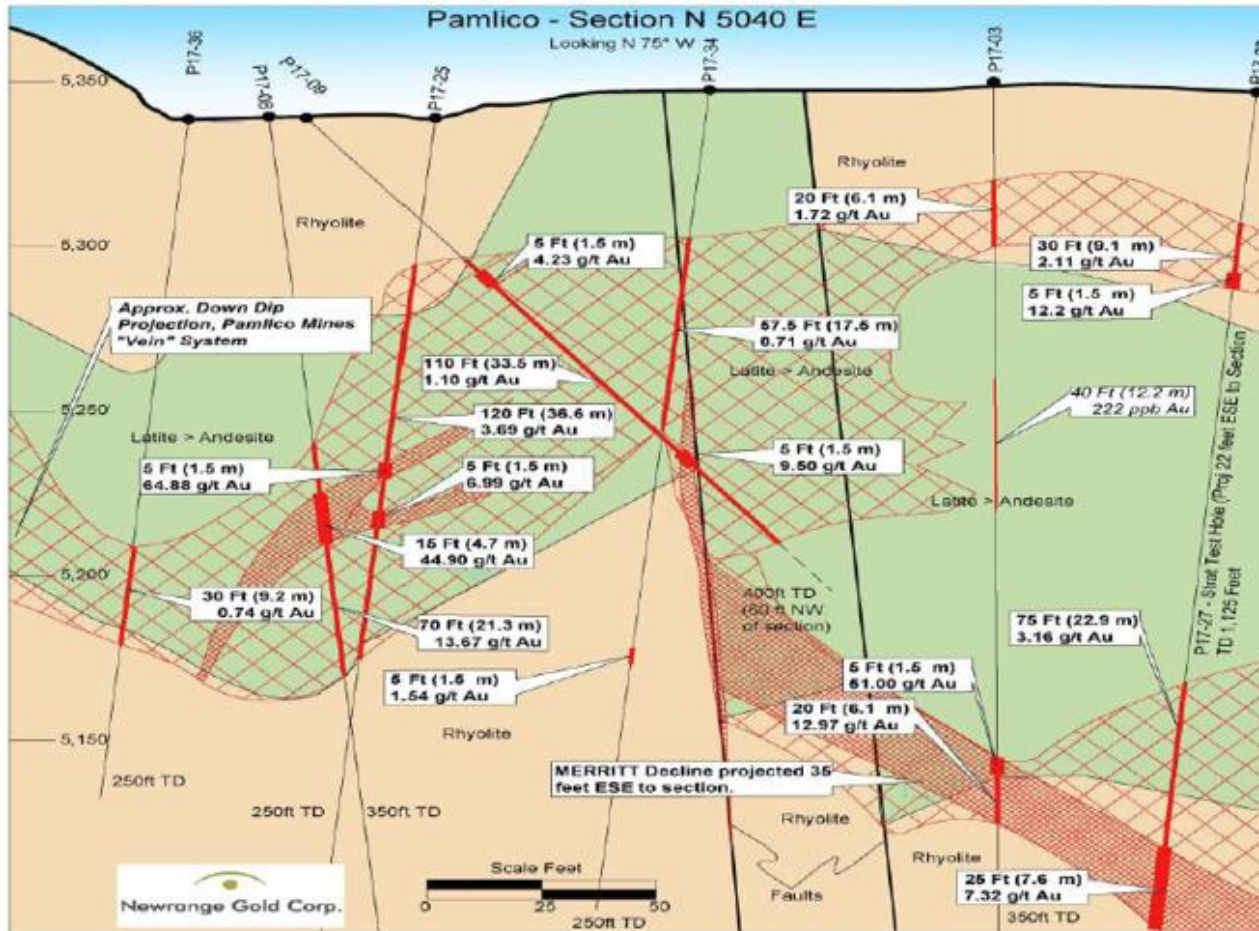 Pamlico - Section N 5040 E
Looking N 75° W
P17-36
P17-08
P17-09
P17-25
P17-34
P17-03
5,350'
Rhyolite
Rhyolite
20 Ft (6.1 m)
1.72 g/t Au
5,300'
5 Ft (1.5 m)
4.23 g/t Au
30 Ft (9.1 m)
2.11 g/t Au
5 Ft (1.5 m)
12.2 g/t Au
Approx. Down Dip
Projection, Pamlico Mines
"Vein" System
57.5 Ft (17.5 m)
0.71 g/t Au
110 Ft (33.5 m)
1.10 g/t Au
Latite > Andesite
40 Ft (12.2 m)
222 ppb Au
5,250'
120 Ft (36.6 m)
3.69 g/t Au
Latite > Andesite
5 Ft (1.5 m)
64.88 g/t Au
5 Ft (1.5 m)
6.99 g/t Au
5 Ft (1.5 m)
9.50 g/t Au
Latite > Andesite
15 Ft (4.7 m)
44.90 g/t Au
5,200'
30 Ft (9.2 m)
0.74 g/t Au
400ft TD
(60 ft NW
of section)
70 Ft (21.3 m)
13.67 g/t Au
75 Ft (22.9 m)
3.16 g/t Au
P17-27 - Strat Test Hole (Proj 22 feet ESE to Section
TD 1,125 Feet
5 Ft (1.5 m)
1.54 g/t Au
5 Ft (1.5 m)
51.00 g/t Au
20 Ft (6.1 m)
12.97 g/t Au
5,150'
Rhyolite
MERRITT Decline projected 35
feet ESE to section.
250ft TD
250ft TD
350ft TD
Rhyolite
Rhyolite
Scale Feet
0 25 50
250ft TD
Faults
25 Ft (7.6 m)
7.32 g/t Au
350ft TD
Newrange Gold Corp.